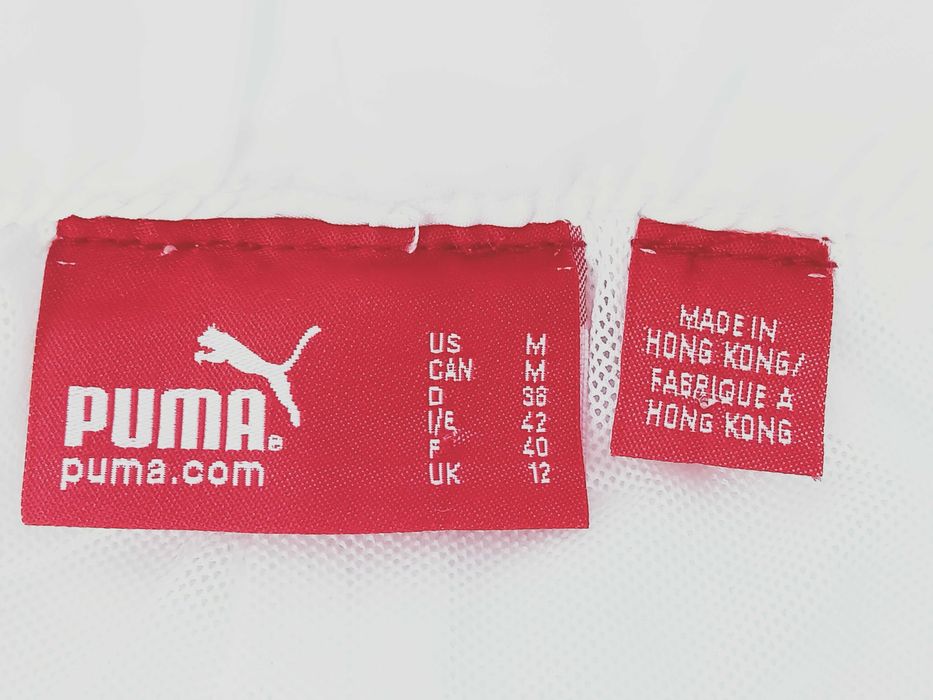 PUMA®
puma.com
US M
CAN M
D 38
I/E 42
F 40
UK 12
MADE IN
HONG KONG/
FABRIQUE A
HONG KONG